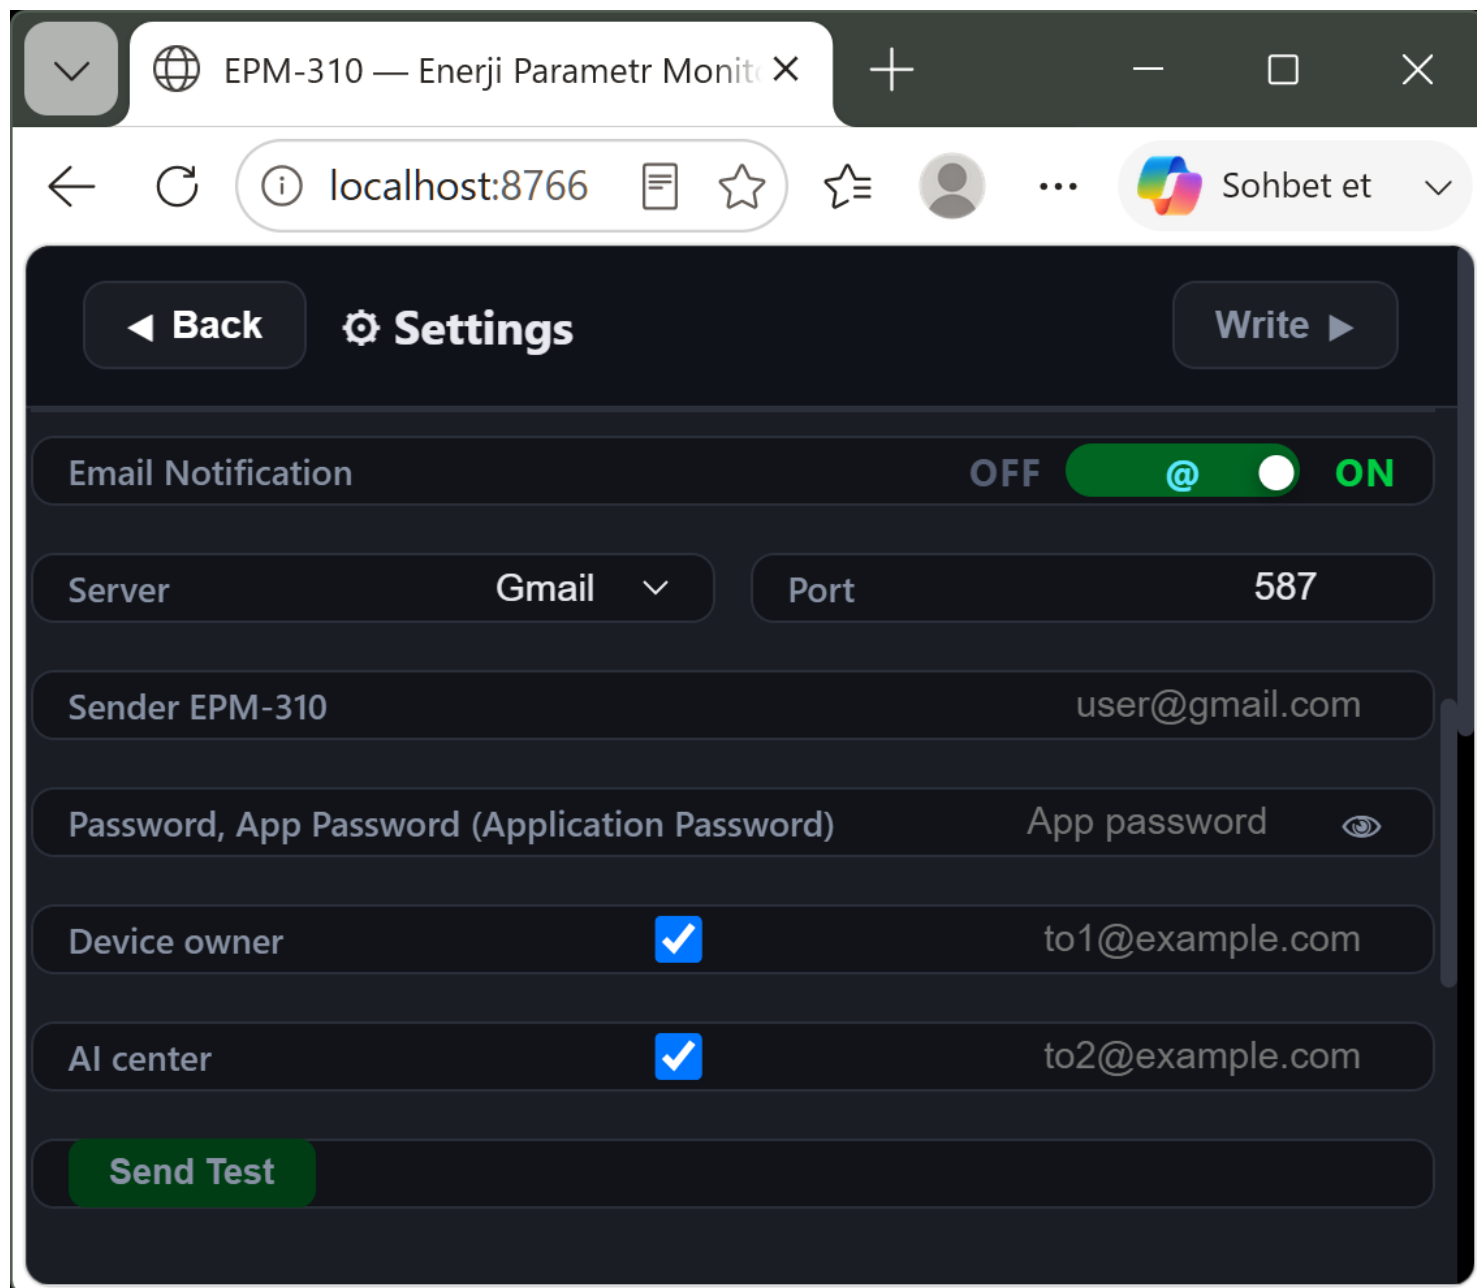 EPM-310 — Enerji Parametr Monit
localhost:8766
Sohbet et
Back
Settings
Write
Email Notification
OFF
@
ON
Server
Gmail
Port
587
Sender EPM-310
user@gmail.com
Password, App Password (Application Password)
App password
Device owner
to1@example.com
AI center
to2@example.com
Send Test